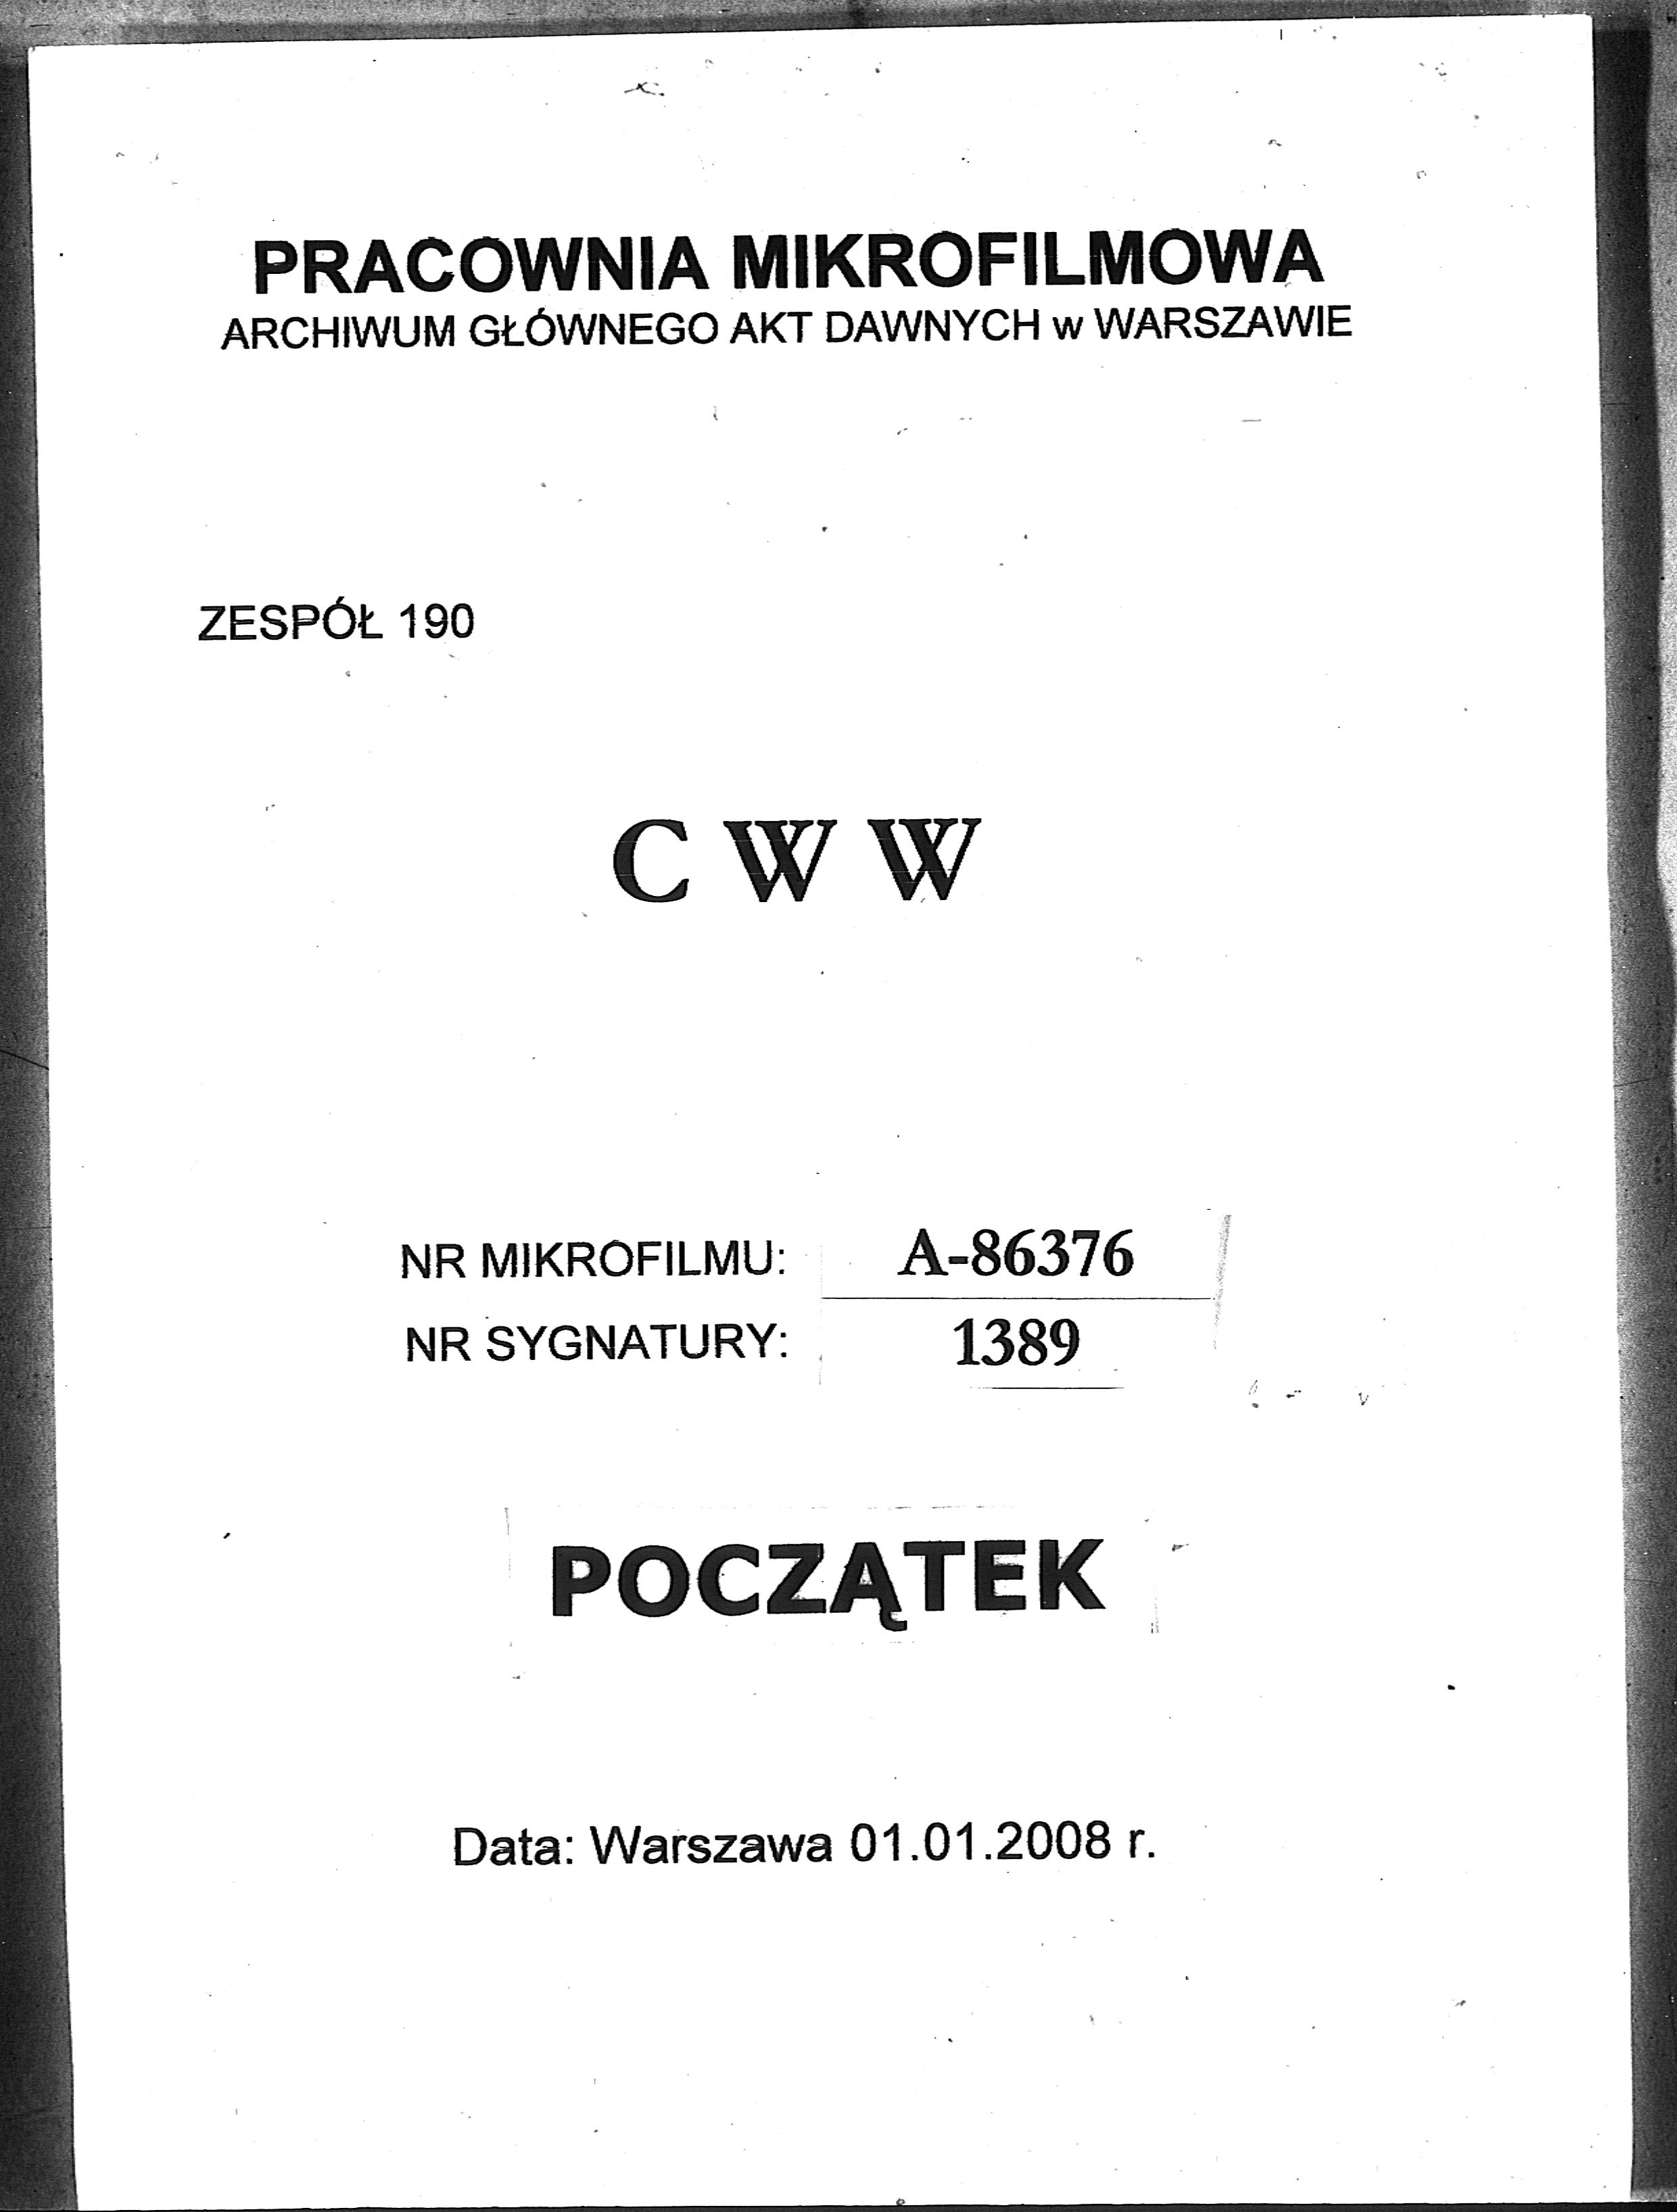 PRACOWNIA MIKROFILMOWA
ARCHIWUM GŁÓWNEGO AKT DAWNYCH w WARSZAWIE
ZESPÓŁ 190
C W W
NR MIKROFILMU: A-86376
NR SYGNATURY: 1389
POCZĄTEK
Data: Warszawa 01.01.2008 r.